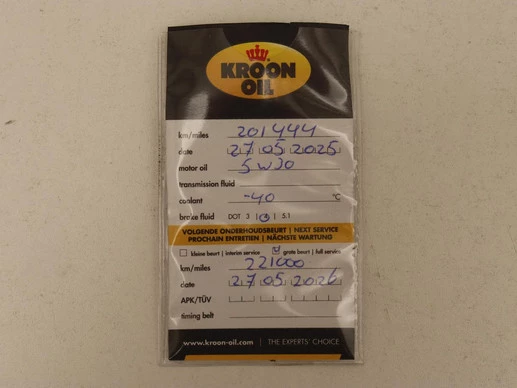 KROON
OIL
km/miles 201444
date 27 05 2025
motor oil 5W20
transmission fluid
coolant -40 °C
brake fluid DOT 3 | 4 | 5.1
VOLGENDE ONDERHOUDSBEURT | NEXT SERVICE
PROCHAIN ENTRETIEN | NÄCHSTE WARTUNG
kleine beurt | interim service grote beurt | full service
km/miles 221000
date 27 05 2026
APK/TÜV
timing belt
www.kroon-oil.com | THE EXPERTS' CHOICE